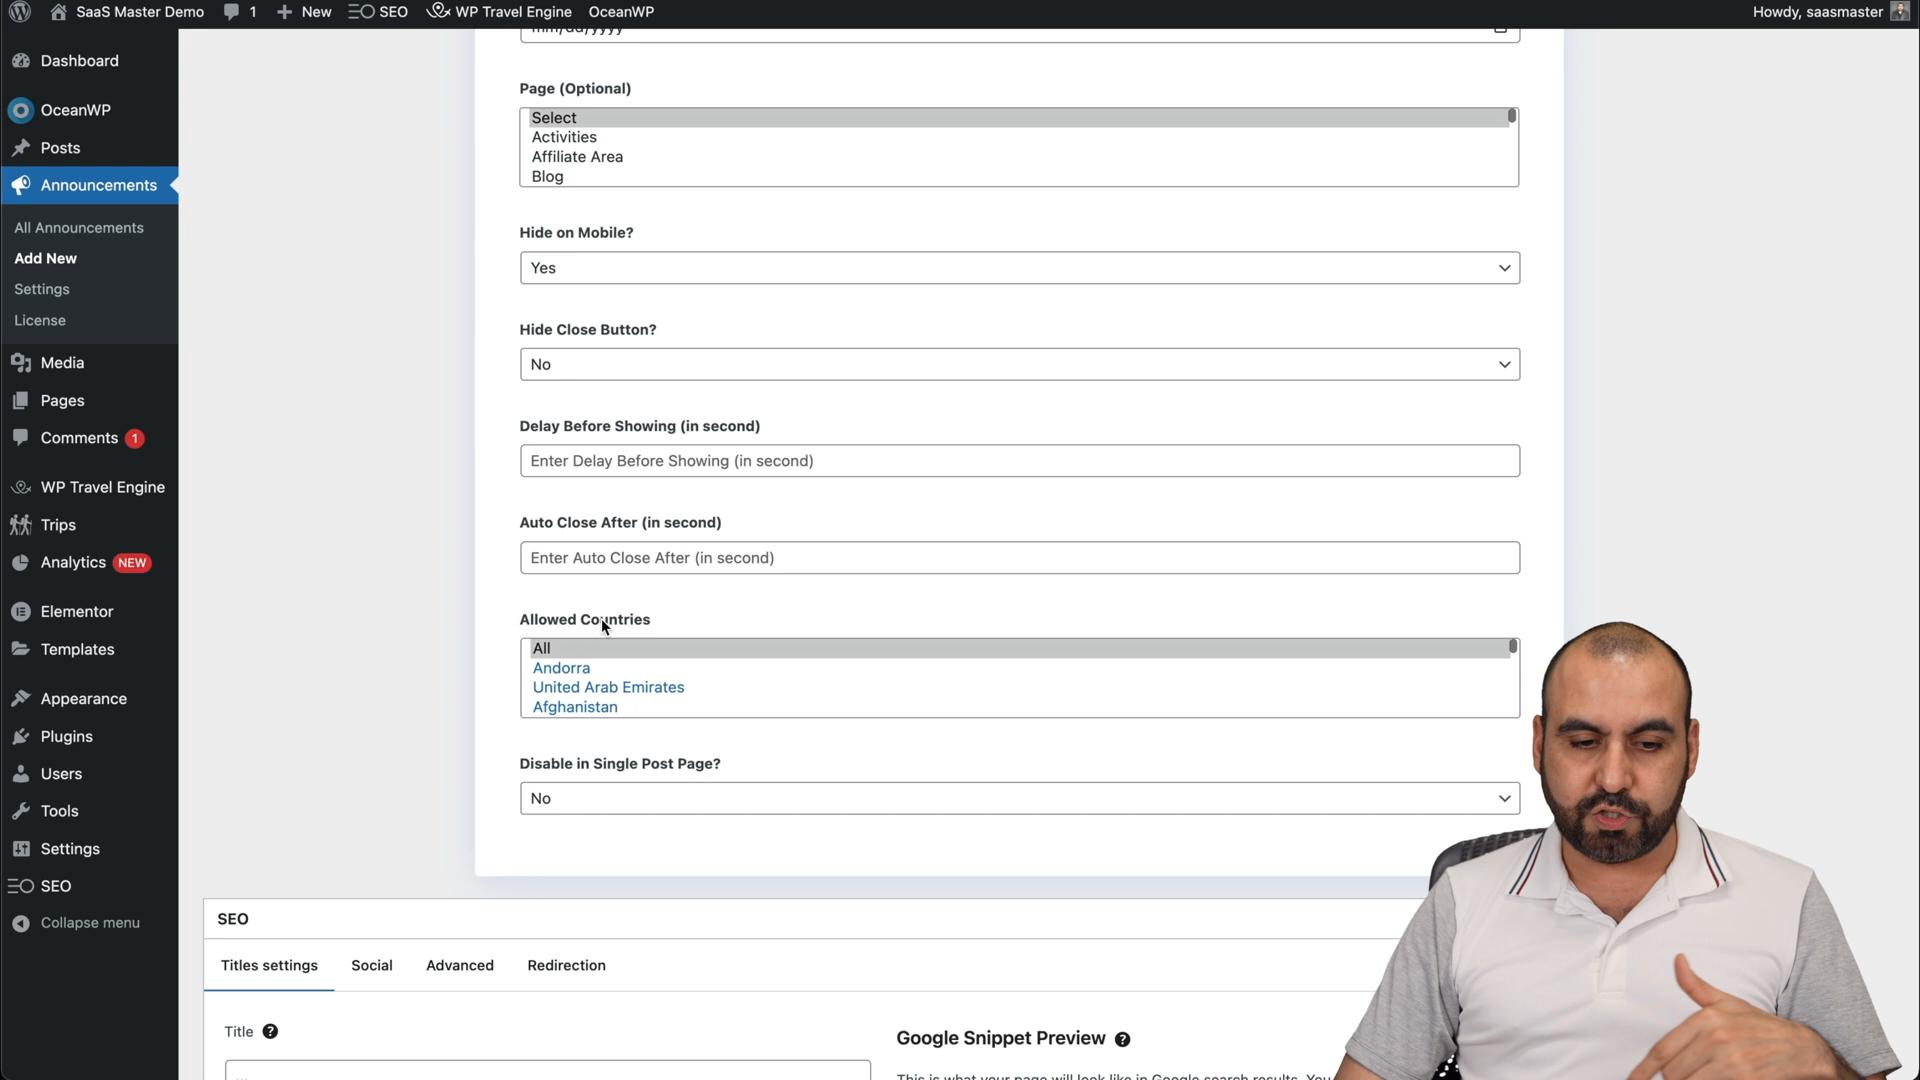 SaaS Master Demo 1 New SEO WP Travel Engine OceanWP Howdy, saasmaster
Dashboard
OceanWP
Posts
Announcements
All Announcements
Add New
Settings
License
Media
Pages
Comments 1
WP Travel Engine
Trips
Analytics NEW
Elementor
Templates
Appearance
Plugins
Users
Tools
Settings
SEO
Collapse menu
mm/dd/yyyy
Page (Optional)
Select
Activities
Affiliate Area
Blog
Hide on Mobile?
Yes
Hide Close Button?
No
Delay Before Showing (in second)
Enter Delay Before Showing (in second)
Auto Close After (in second)
Enter Auto Close After (in second)
Allowed Countries
All
Andorra
United Arab Emirates
Afghanistan
Disable in Single Post Page?
No
SEO
Titles settings Social Advanced Redirection
Title ?
Google Snippet Preview ?
This is what your page will look like in Google search results. You